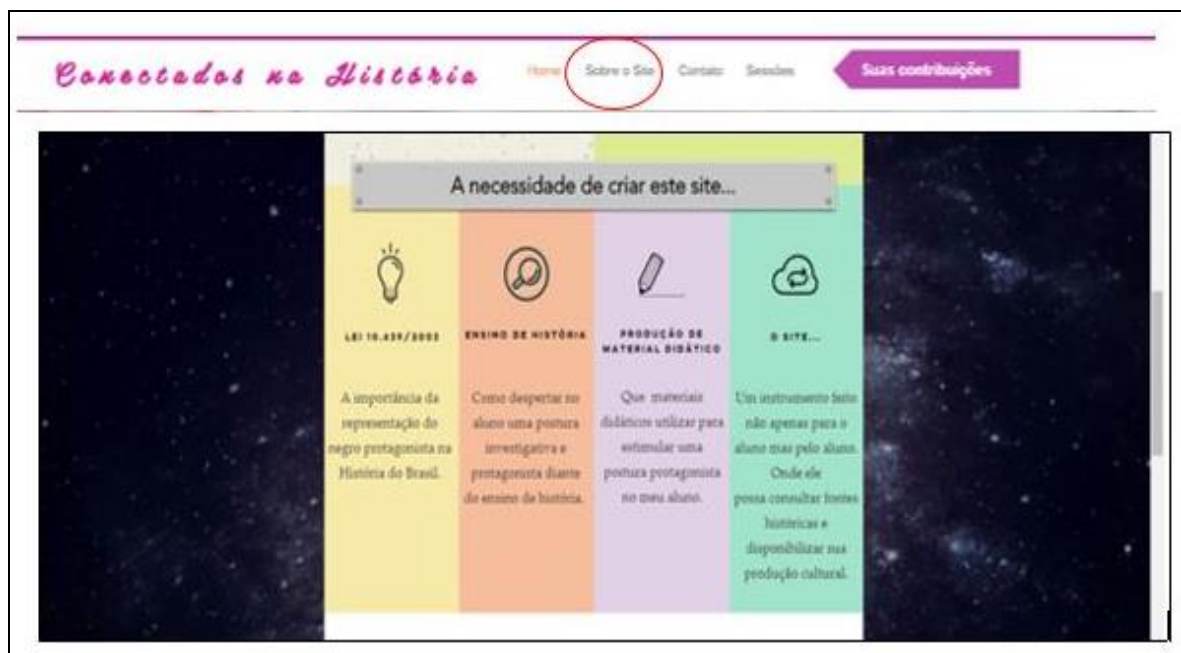 Conectados na História
Home Sobre o Site Contato Sessões Suas contribuições
A necessidade de criar este site...
LEI 10.639/2003
A importância da
representação do
negro protagonista na
História do Brasil.
ENSINO DE HISTÓRIA
Como despertar no
aluno uma postura
investigativa e
protagonista diante
do ensino de história.
PRODUÇÃO DE
MATERIAL DIDÁTICO
Que materiais
didáticos utilizar para
estimular uma
postura protagonista
no meu aluno.
O SITE...
Um instrumento feito
não apenas para o
aluno mas pelo aluno.
Onde ele
possa consultar fontes
históricas e
disponibilizar sua
produção cultural.